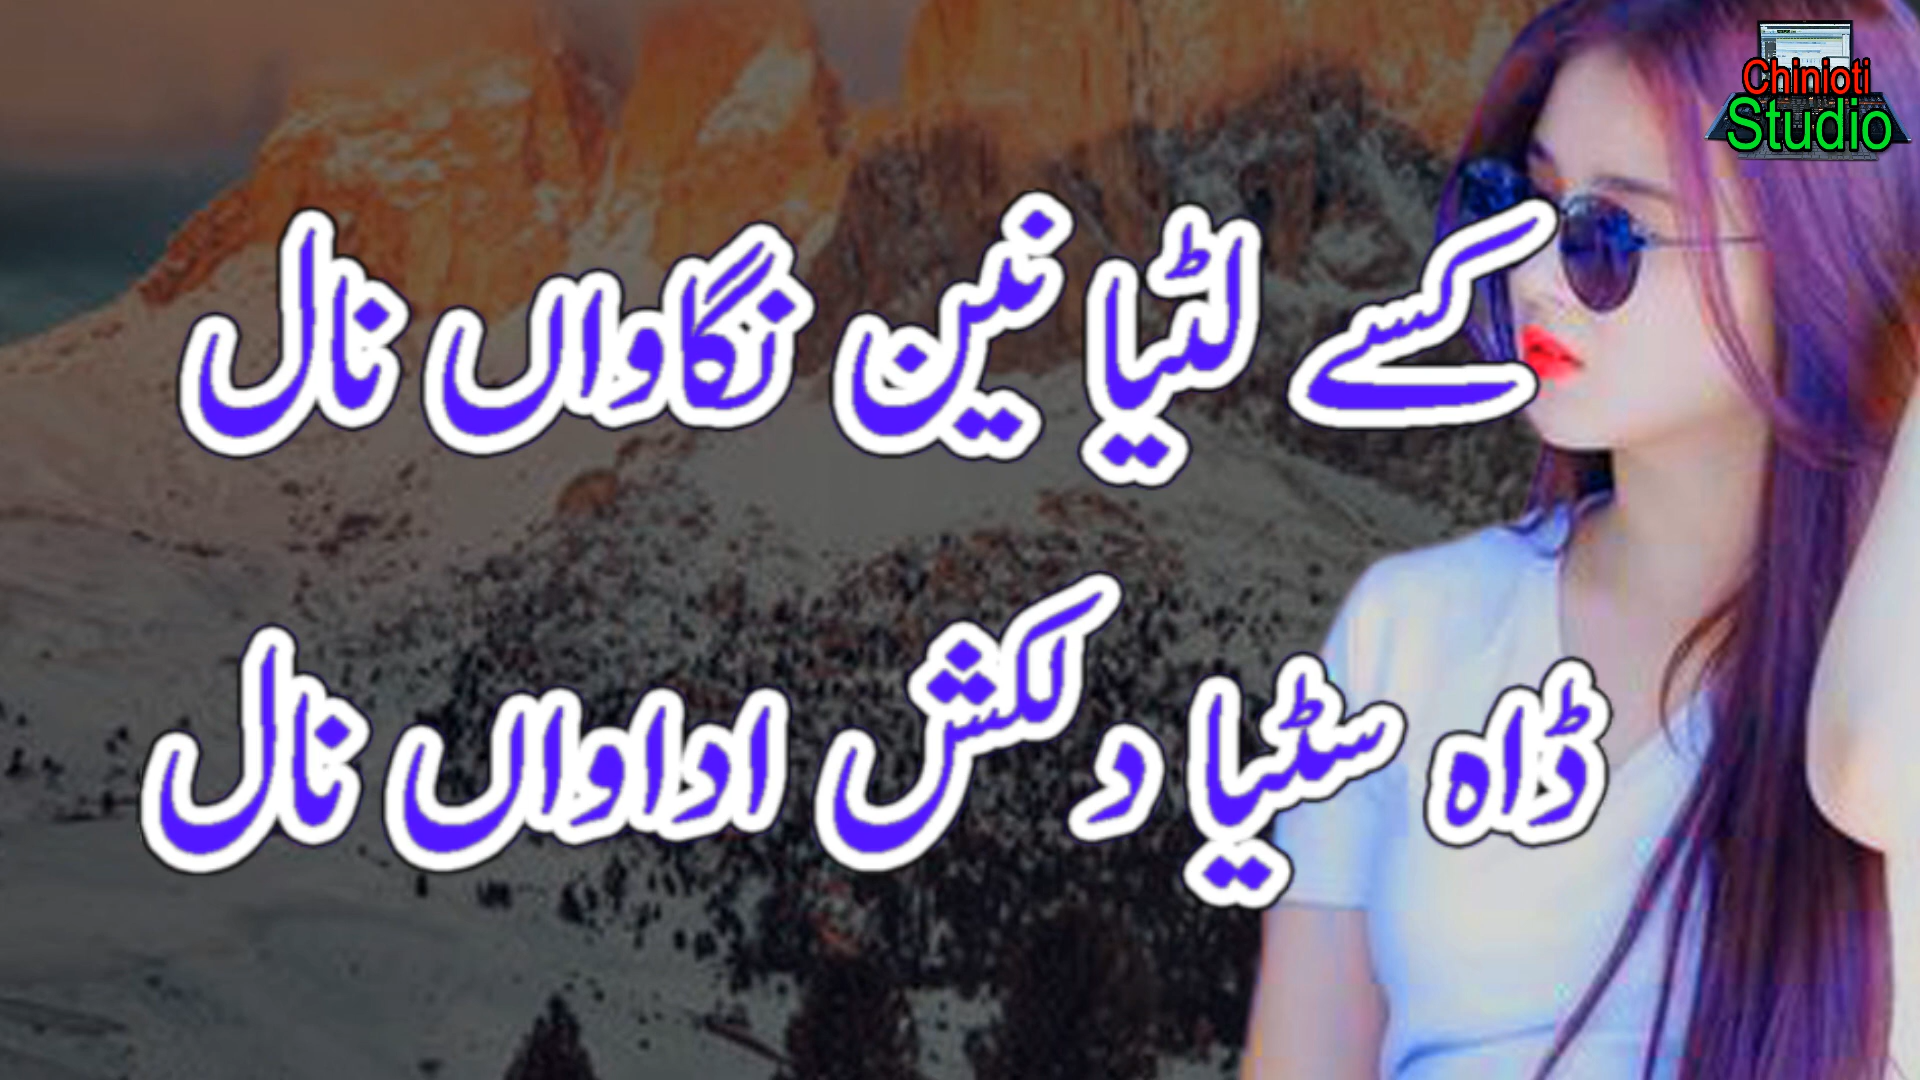 Chinioti
Studio
کسے لٹیا نین نگاواں نال
ڈاہ سٹیا دلکش اداواں نال